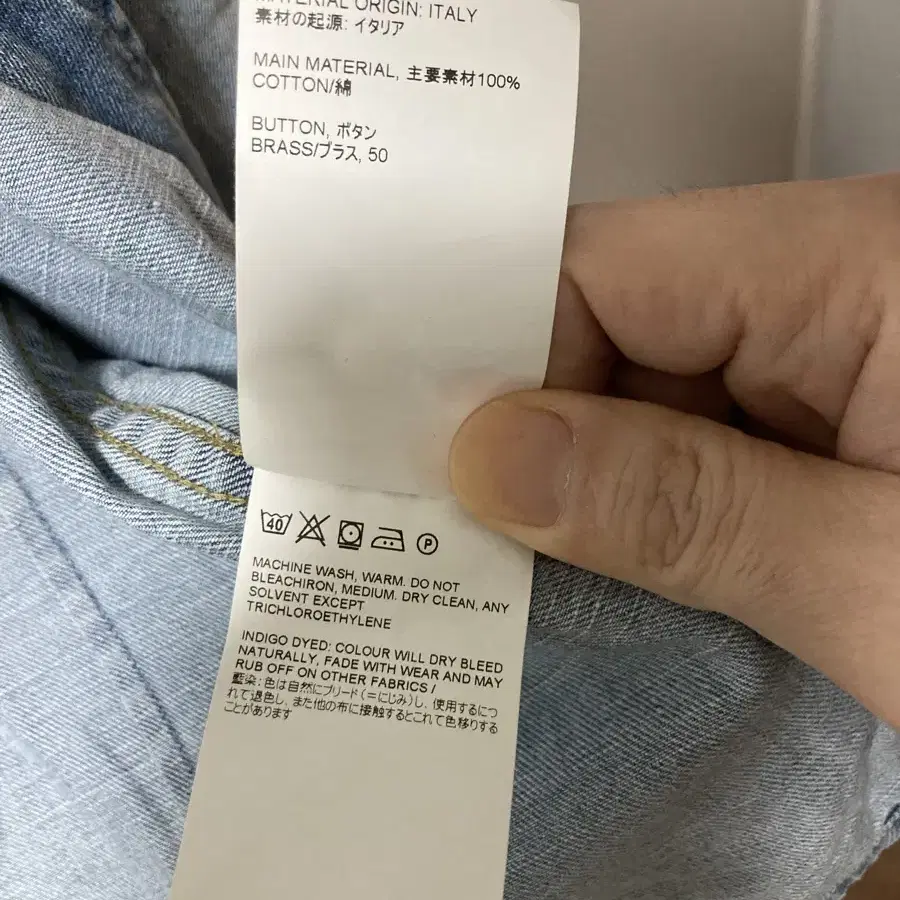 MATERIAL ORIGIN: ITALY
素材の起源: イタリア
MAIN MATERIAL, 主要素材100%
COTTON/綿
BUTTON, ボタン
BRASS/ブラス, 50
40
P
MACHINE WASH, WARM. DO NOT
BLEACHIRON, MEDIUM. DRY CLEAN, ANY
SOLVENT EXCEPT
TRICHLOROETHYLENE
INDIGO DYED: COLOUR WILL DRY BLEED
NATURALLY, FADE WITH WEAR AND MAY
RUB OFF ON OTHER FABRICS /
藍染：色は自然にブリード（＝にじみ）し、使用するにつ
れて退色し、また他の布に接触するとこれて色移りする
ことがあります